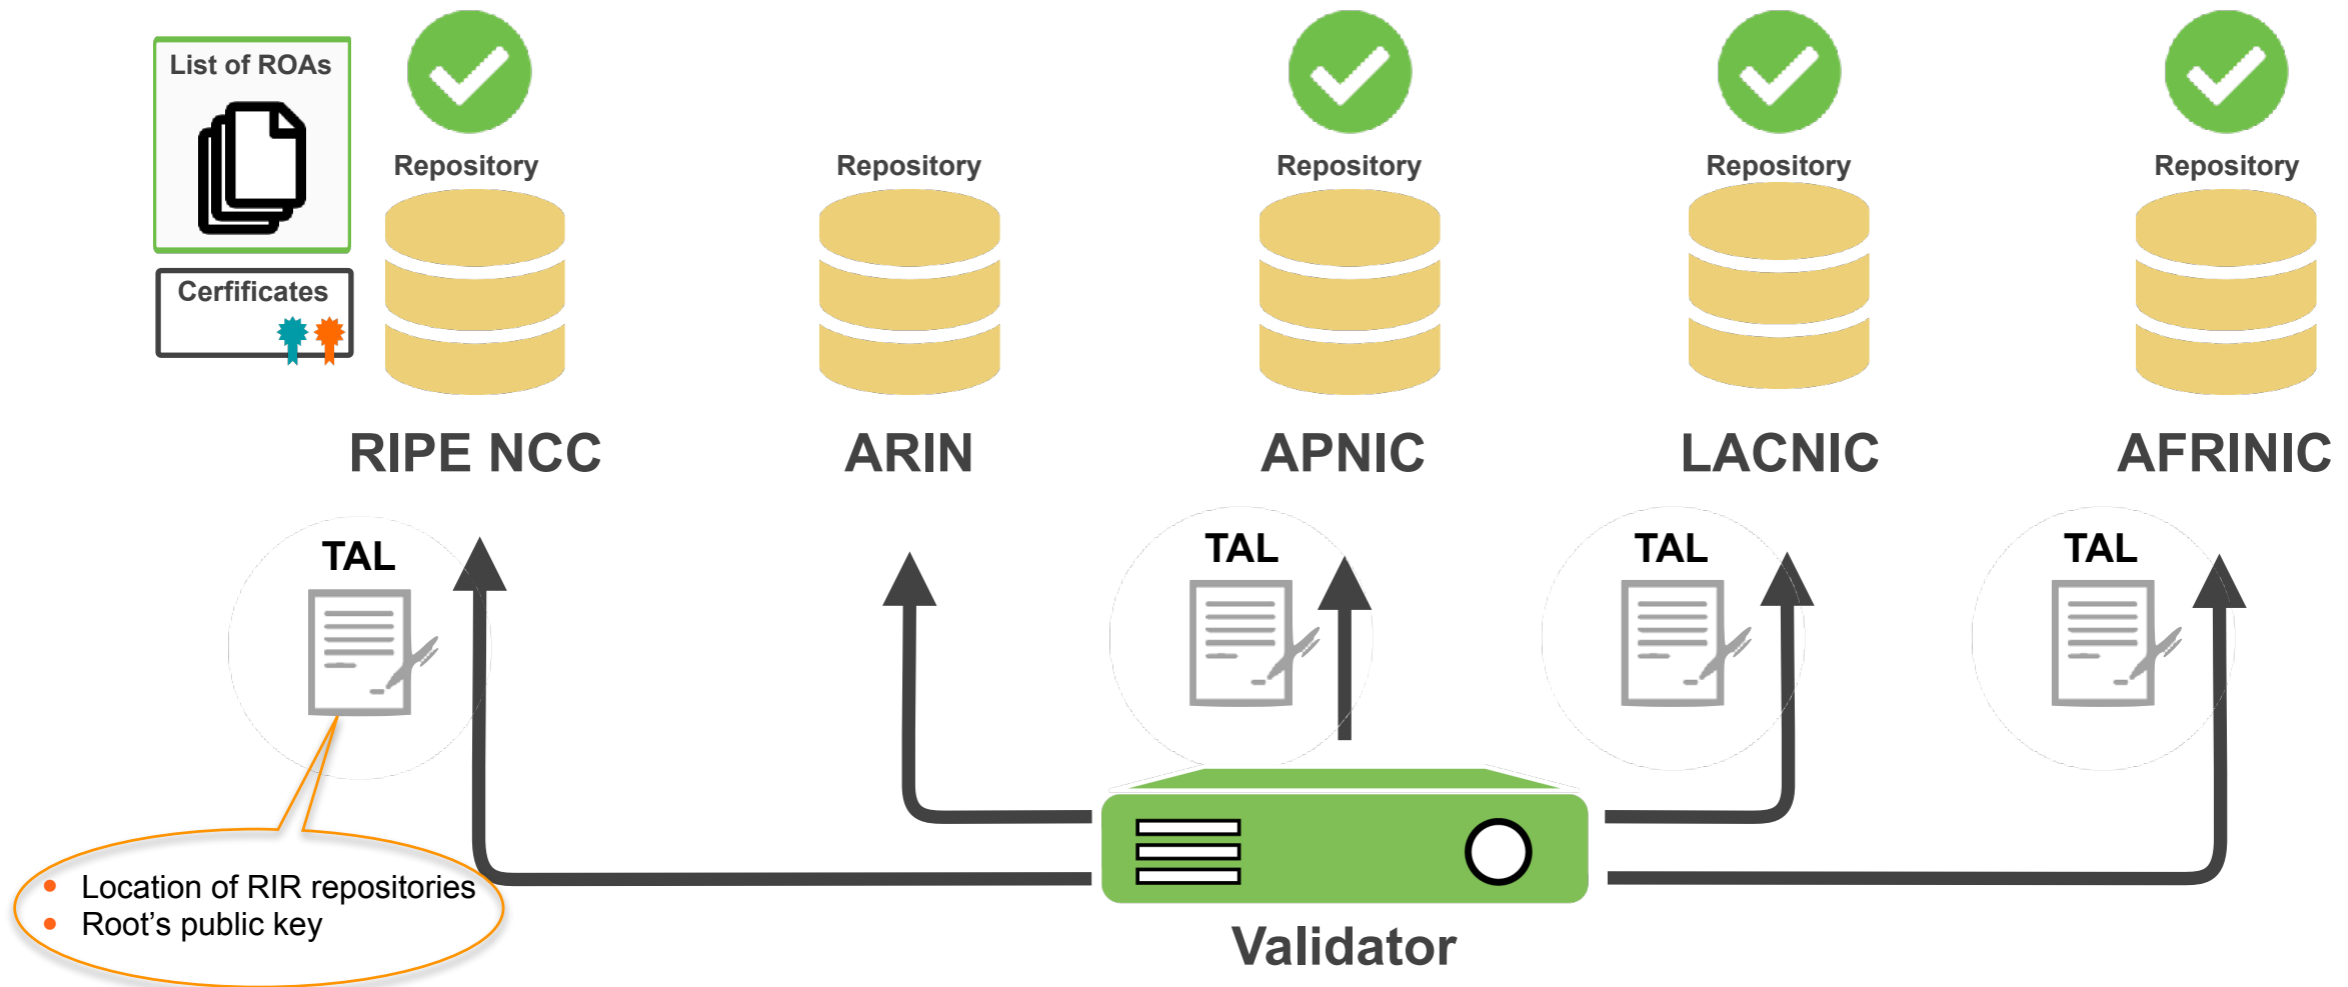 List of ROAs
Cerfificates
Repository
Repository
Repository
Repository
Repository
RIPE NCC
ARIN
APNIC
LACNIC
AFRINIC
TAL
TAL
TAL
TAL
• Location of RIR repositories
• Root's public key
Validator